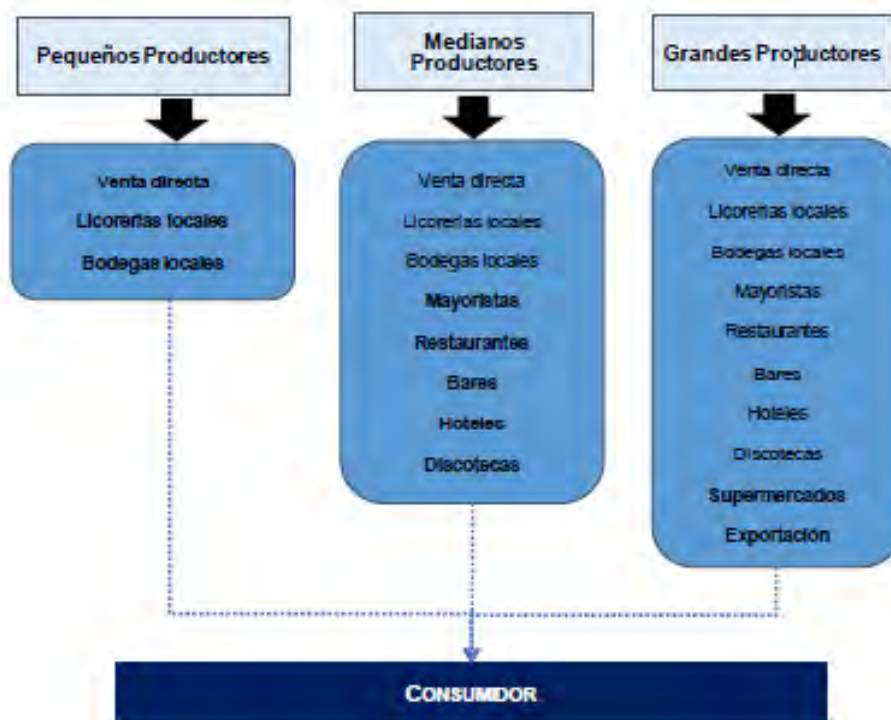 Pequeños Productores
Venta directa
Licorerías locales
Bodegas locales
Medianos
Productores
Venta directa
Licorerías locales
Bodegas locales
Mayoristas
Restaurantes
Bares
Hoteles
Discotecas
Grandes Productores
Venta directa
Licorerías locales
Bodegas locales
Mayoristas
Restaurantes
Bares
Hoteles
Discotecas
Supermercados
Exportación
CONSUMIDOR